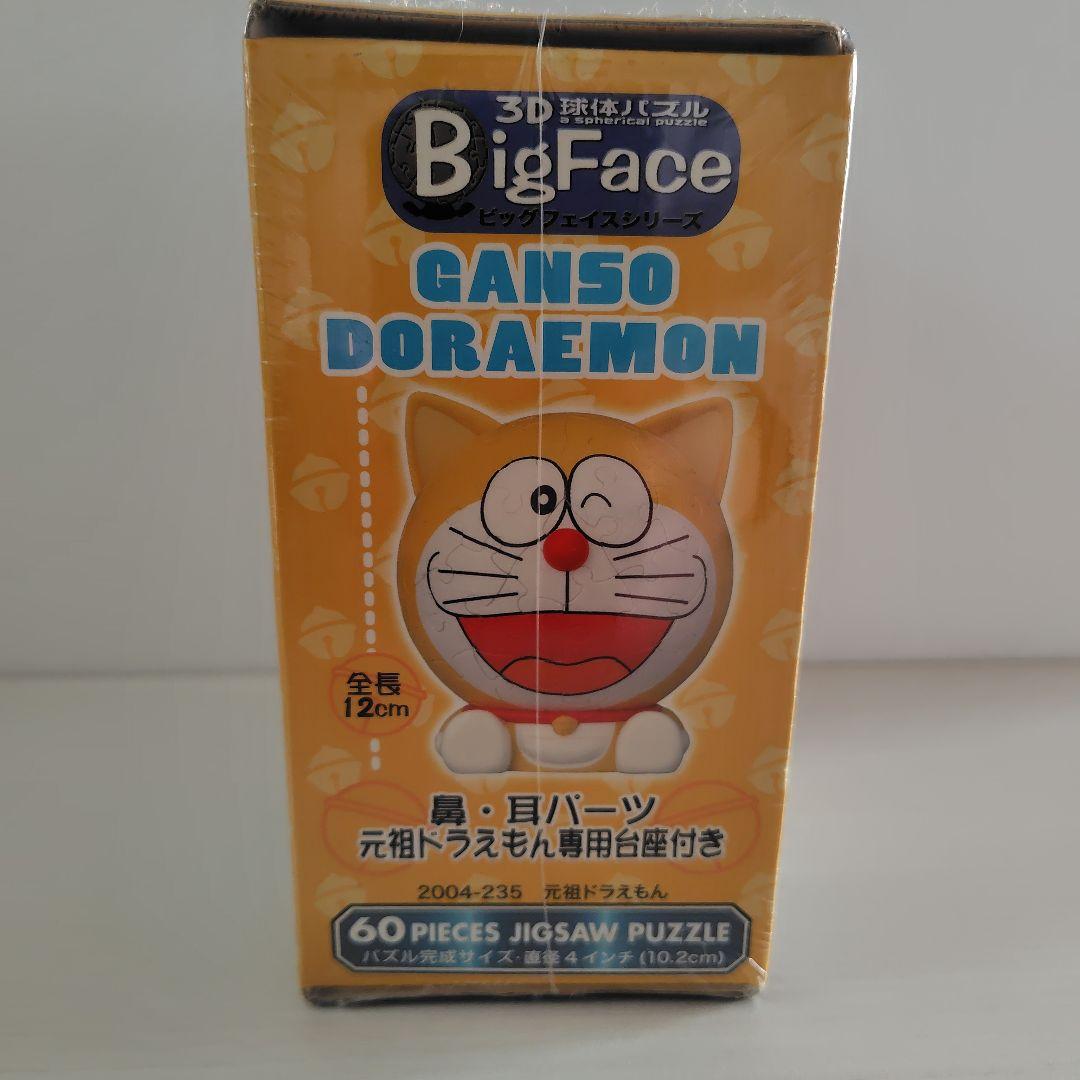 3D 球体パズル
a spherical puzzle
BigFace
ビッグフェイスシリーズ
GANSO
DORAEMON
全長
12cm
鼻・耳パーツ
元祖ドラえもん専用台座付き
2004-235 元祖ドラえもん
60 PIECES JIGSAW PUZZLE
パズル完成サイズ・直径4インチ(10.2cm)